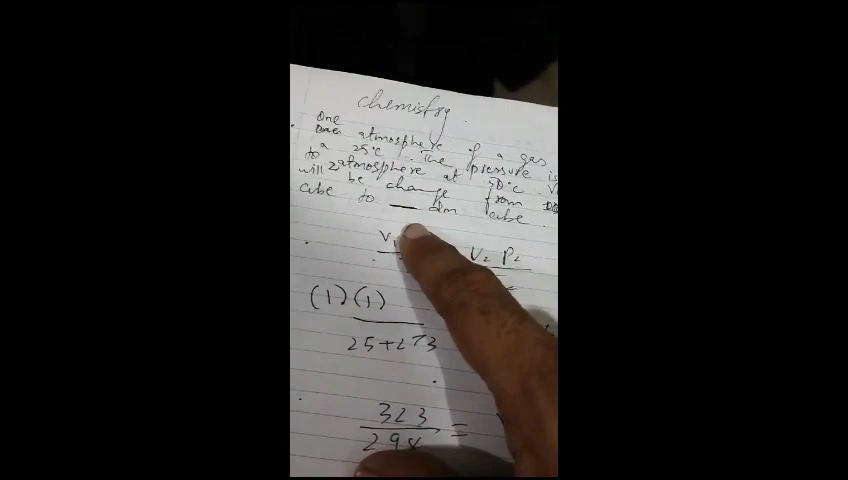 Chemistry.
One
atmosphere of a gas
a 25°C. The pressure is
to 2 atmosphere at 50°C
will be change from
cube to — dm cube.
V₁ V₂ P₂
(1)(1)
25+273
323
298 =